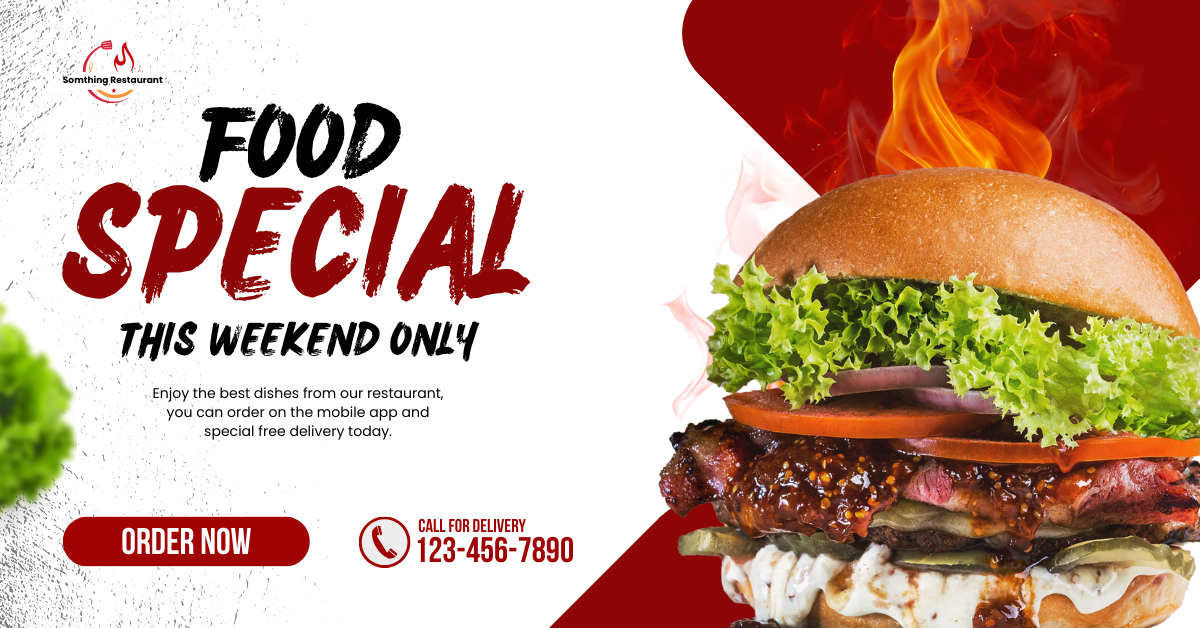 Somthing Restaurant
FOOD
SPECIAL
THIS WEEKEND ONLY
Enjoy the best dishes from our restaurant,
you can order on the mobile app and
special free delivery today.
ORDER NOW
CALL FOR DELIVERY
123-456-7890